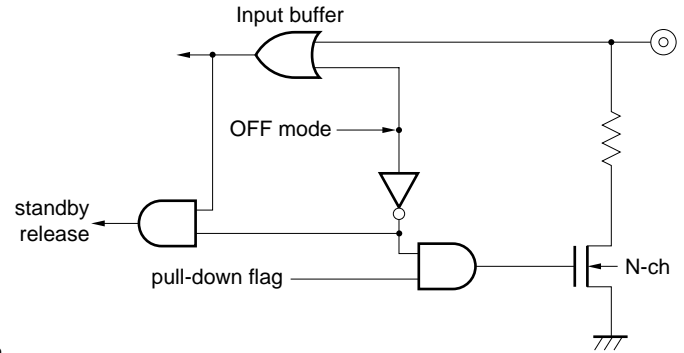 Input buffer
OFF mode
standby
release
pull-down flag
N-ch